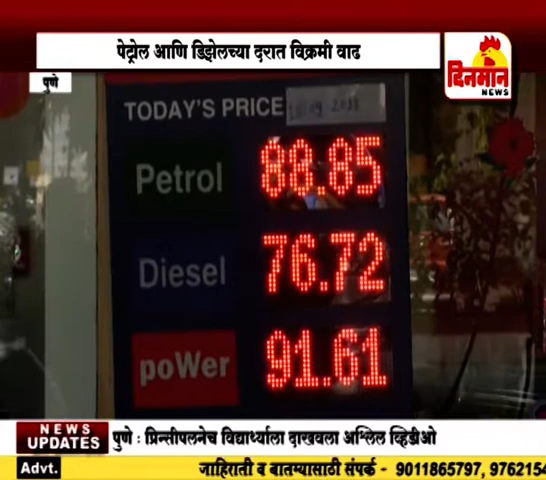 पेट्रोल आणि डिझेलच्या दरात विक्रमी वाढ
दिनमान
NEWS
पुणे
TODAY'S PRICE
Petrol 88.85
Diesel 76.72
poWer 91.61
NEWS
UPDATES
पुणे : प्रिन्सीपलनेच विद्यार्थ्याला दाखवला अश्लिल व्हिडीओ
Advt. जाहिराती व बातम्यासाठी संपर्क - 9011865797, 9762154